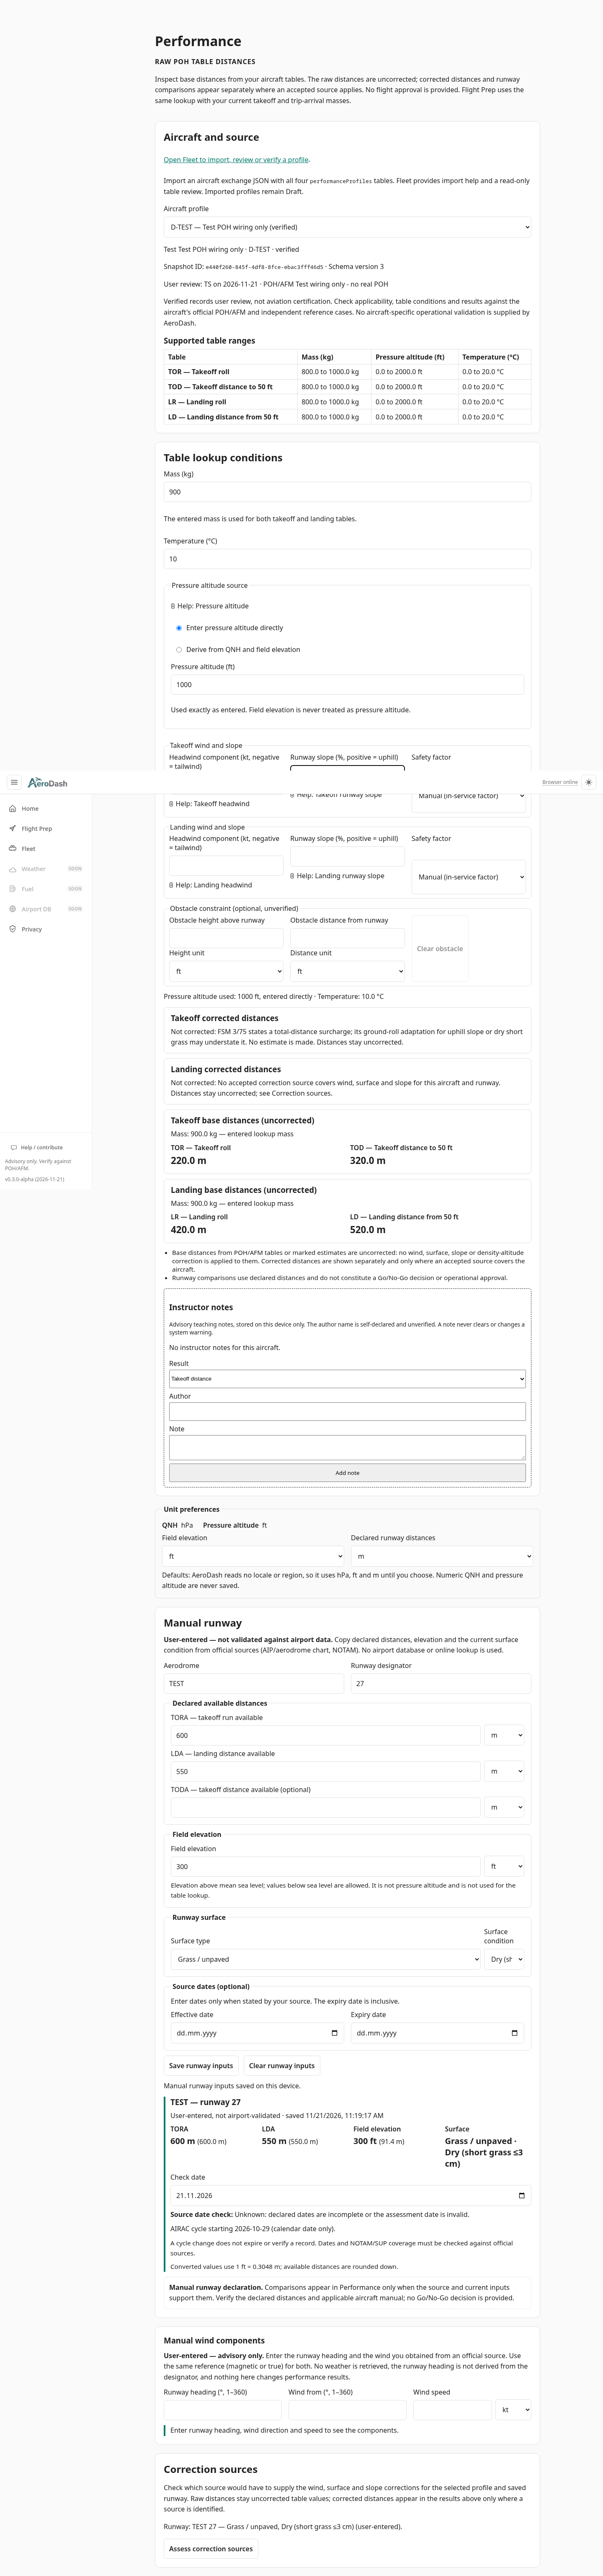 Performance
RAW POH TABLE DISTANCES
Inspect base distances from your aircraft tables. The raw distances are uncorrected; corrected distances and runway
comparisons appear separately where an accepted source applies. No flight approval is provided. Flight Prep uses the
same lookup with your current takeoff and trip-arrival masses.
Aircraft and source
Open Fleet to import, review or verify a profile.
Import an aircraft exchange JSON with all four performanceProfiles tables. Fleet provides import help and a read-only
table review. Imported profiles remain Draft.
Aircraft profile
D-TEST — Test POH wiring only (verified)
Test Test POH wiring only · D-TEST · verified
Snapshot ID: e440f260-845f-4df8-8fce-ebac3fff46d5 · Schema version 3
User review: TS on 2026-11-21 · POH/AFM Test wiring only - no real POH
Verified records user review, not aviation certification. Check applicability, table conditions and results against the
aircraft's official POH/AFM and independent reference cases. No aircraft-specific operational validation is supplied by
AeroDash.
Supported table ranges
Table Mass (kg) Pressure altitude (ft) Temperature (°C)
TOR — Takeoff roll 800.0 to 1000.0 kg 0.0 to 2000.0 ft 0.0 to 20.0 °C
TOD — Takeoff distance to 50 ft 800.0 to 1000.0 kg 0.0 to 2000.0 ft 0.0 to 20.0 °C
LR — Landing roll 800.0 to 1000.0 kg 0.0 to 2000.0 ft 0.0 to 20.0 °C
LD — Landing distance from 50 ft 800.0 to 1000.0 kg 0.0 to 2000.0 ft 0.0 to 20.0 °C
Table lookup conditions
Mass (kg)
900
The entered mass is used for both takeoff and landing tables.
Temperature (°C)
10
Pressure altitude source
Help: Pressure altitude
Enter pressure altitude directly
Derive from QNH and field elevation
Pressure altitude (ft)
1000
Used exactly as entered. Field elevation is never treated as pressure altitude.
Takeoff wind and slope
Headwind component (kt, negative = tailwind) Runway slope (%, positive = uphill) Safety factor
AeroDash
Browser online
Help: Takeoff runway slope
Manual (in-service factor)
Help: Takeoff headwind
Home
Flight Prep
Fleet
Weather SOON
Fuel SOON
Airport DB SOON
Privacy
Landing wind and slope
Headwind component (kt, negative = tailwind) Runway slope (%, positive = uphill) Safety factor
Help: Landing runway slope
Manual (in-service factor)
Help: Landing headwind
Obstacle constraint (optional, unverified)
Obstacle height above runway Obstacle distance from runway
Clear obstacle
Height unit Distance unit
ft ft
Pressure altitude used: 1000 ft, entered directly · Temperature: 10.0 °C
Takeoff corrected distances
Not corrected: FSM 3/75 states a total-distance surcharge; its ground-roll adaptation for uphill slope or dry short
grass may understate it. No estimate is made. Distances stay uncorrected.
Landing corrected distances
Not corrected: No accepted correction source covers wind, surface and slope for this aircraft and runway.
Distances stay uncorrected; see Correction sources.
Takeoff base distances (uncorrected)
Mass: 900.0 kg — entered lookup mass
TOR — Takeoff roll TOD — Takeoff distance to 50 ft
220.0 m 320.0 m
Help / contribute
Advisory only. Verify against
POH/AFM.
v0.3.0-alpha (2026-11-21)
Landing base distances (uncorrected)
Mass: 900.0 kg — entered lookup mass
LR — Landing roll LD — Landing distance from 50 ft
420.0 m 520.0 m
Base distances from POH/AFM tables or marked estimates are uncorrected: no wind, surface, slope or density-altitude
correction is applied to them. Corrected distances are shown separately and only where an accepted source covers the
aircraft.
Runway comparisons use declared distances and do not constitute a Go/No-Go decision or operational approval.
Instructor notes
Advisory teaching notes, stored on this device only. The author name is self-declared and unverified. A note never clears or changes a
system warning.
No instructor notes for this aircraft.
Result
Takeoff distance
Author
Note
Add note
Unit preferences
QNH hPa Pressure altitude ft
Field elevation Declared runway distances
ft m
Defaults: AeroDash reads no locale or region, so it uses hPa, ft and m until you choose. Numeric QNH and pressure
altitude are never saved.
Manual runway
User-entered — not validated against airport data. Copy declared distances, elevation and the current surface
condition from official sources (AIP/aerodrome chart, NOTAM). No airport database or online lookup is used.
Aerodrome Runway designator
TEST 27
Declared available distances
TORA — takeoff run available
600 m
LDA — landing distance available
550 m
TODA — takeoff distance available (optional)
m
Field elevation
Field elevation
300 ft
Elevation above mean sea level; values below sea level are allowed. It is not pressure altitude and is not used for the
table lookup.
Runway surface
Surface type Surface condition
Grass / unpaved Dry (sh
Source dates (optional)
Enter dates only when stated by your source. The expiry date is inclusive.
Effective date Expiry date
dd.mm.yyyy dd.mm.yyyy
Save runway inputs Clear runway inputs
Manual runway inputs saved on this device.
TEST — runway 27
User-entered, not airport-validated · saved 11/21/2026, 11:19:17 AM
TORA LDA Field elevation Surface
600 m (600.0 m) 550 m (550.0 m) 300 ft (91.4 m) Grass / unpaved ·
Dry (short grass ≤3
cm)
Check date
21.11.2026
Source date check: Unknown: declared dates are incomplete or the assessment date is invalid.
AIRAC cycle starting 2026-10-29 (calendar date only).
A cycle change does not expire or verify a record. Dates and NOTAM/SUP coverage must be checked against official
sources.
Converted values use 1 ft = 0.3048 m; available distances are rounded down.
Manual runway declaration. Comparisons appear in Performance only when the source and current inputs
support them. Verify the declared distances and applicable aircraft manual; no Go/No-Go decision is provided.
Manual wind components
User-entered — advisory only. Enter the runway heading and the wind you obtained from an official source. Use
the same reference (magnetic or true) for both. No weather is retrieved, the runway heading is not derived from the
designator, and nothing here changes performance results.
Runway heading (°, 1–360) Wind from (°, 1–360) Wind speed
kt
Enter runway heading, wind direction and speed to see the components.
Correction sources
Check which source would have to supply the wind, surface and slope corrections for the selected profile and saved
runway. Raw distances stay uncorrected table values; corrected distances appear in the results above only where a
source is identified.
Runway: TEST 27 — Grass / unpaved, Dry (short grass ≤3 cm) (user-entered).
Assess correction sources